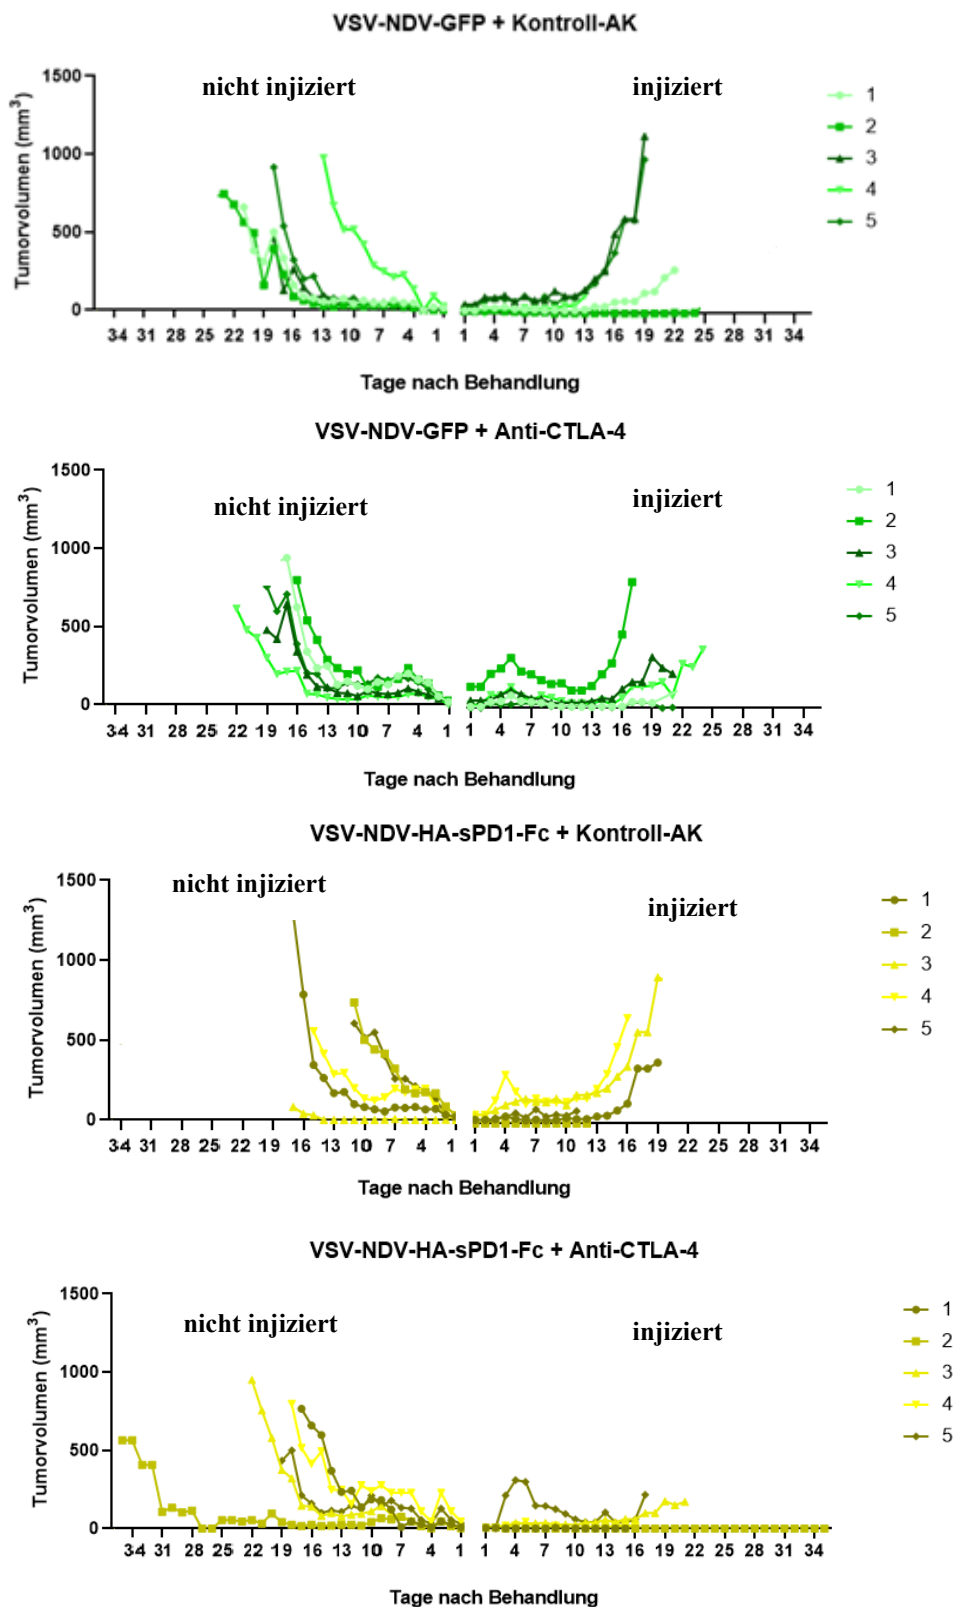 VSV-NDV-GFP + Kontroll-AK
nicht injiziert
injiziert
Tumorvolumen (mm3)
1500
1000
500
0
34 31 28 25 22 19 16 13 10 7 4 1
1 4 7 10 13 16 19 22 25 28 31 34
1
2
3
4
5
Tage nach Behandlung
VSV-NDV-GFP + Anti-CTLA-4
nicht injiziert
injiziert
Tumorvolumen (mm3)
1500
1000
500
0
34 31 28 25 22 19 16 13 10 7 4 1
1 4 7 10 13 16 19 22 25 28 31 34
1
2
3
4
5
Tage nach Behandlung
VSV-NDV-HA-sPD1-Fc + Kontroll-AK
nicht injiziert
injiziert
Tumorvolumen (mm3)
1500
1000
500
0
34 31 28 25 22 19 16 13 10 7 4 1
1 4 7 10 13 16 19 22 25 28 31 34
1
2
3
4
5
Tage nach Behandlung
VSV-NDV-HA-sPD1-Fc + Anti-CTLA-4
nicht injiziert
injiziert
Tumorvolumen (mm3)
1500
1000
500
0
34 31 28 25 22 19 16 13 10 7 4 1
1 4 7 10 13 16 19 22 25 28 31 34
1
2
3
4
5
Tage nach Behandlung